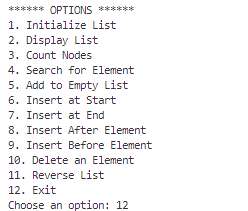 ****** OPTIONS ******
1. Initialize List
2. Display List
3. Count Nodes
4. Search for Element
5. Add to Empty List
6. Insert at Start
7. Insert at End
8. Insert After Element
9. Insert Before Element
10. Delete an Element
11. Reverse List
12. Exit
Choose an option: 12